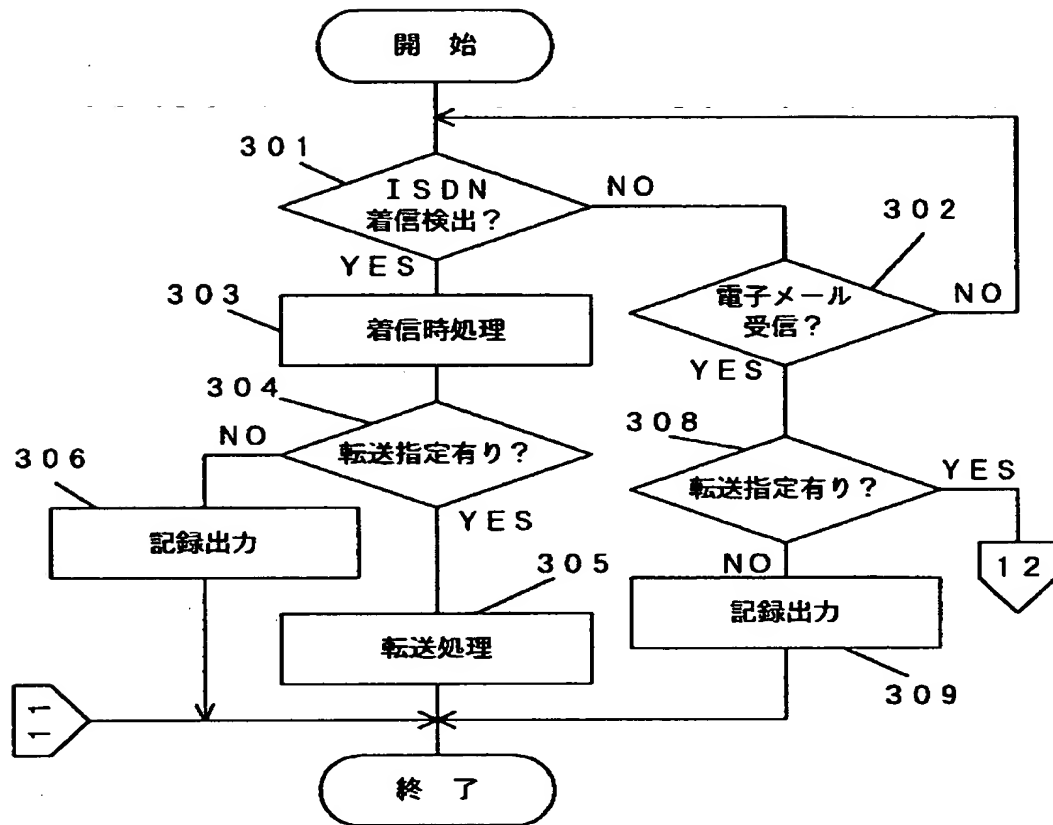 開 始
301
ISDN
着信検出?
NO
YES
302
電子メール
受信?
NO
YES
303
着信時処理
304
転送指定有り?
NO
YES
306
記録出力
305
転送処理
308
転送指定有り?
YES
NO
12
記録出力
309
11
終 了